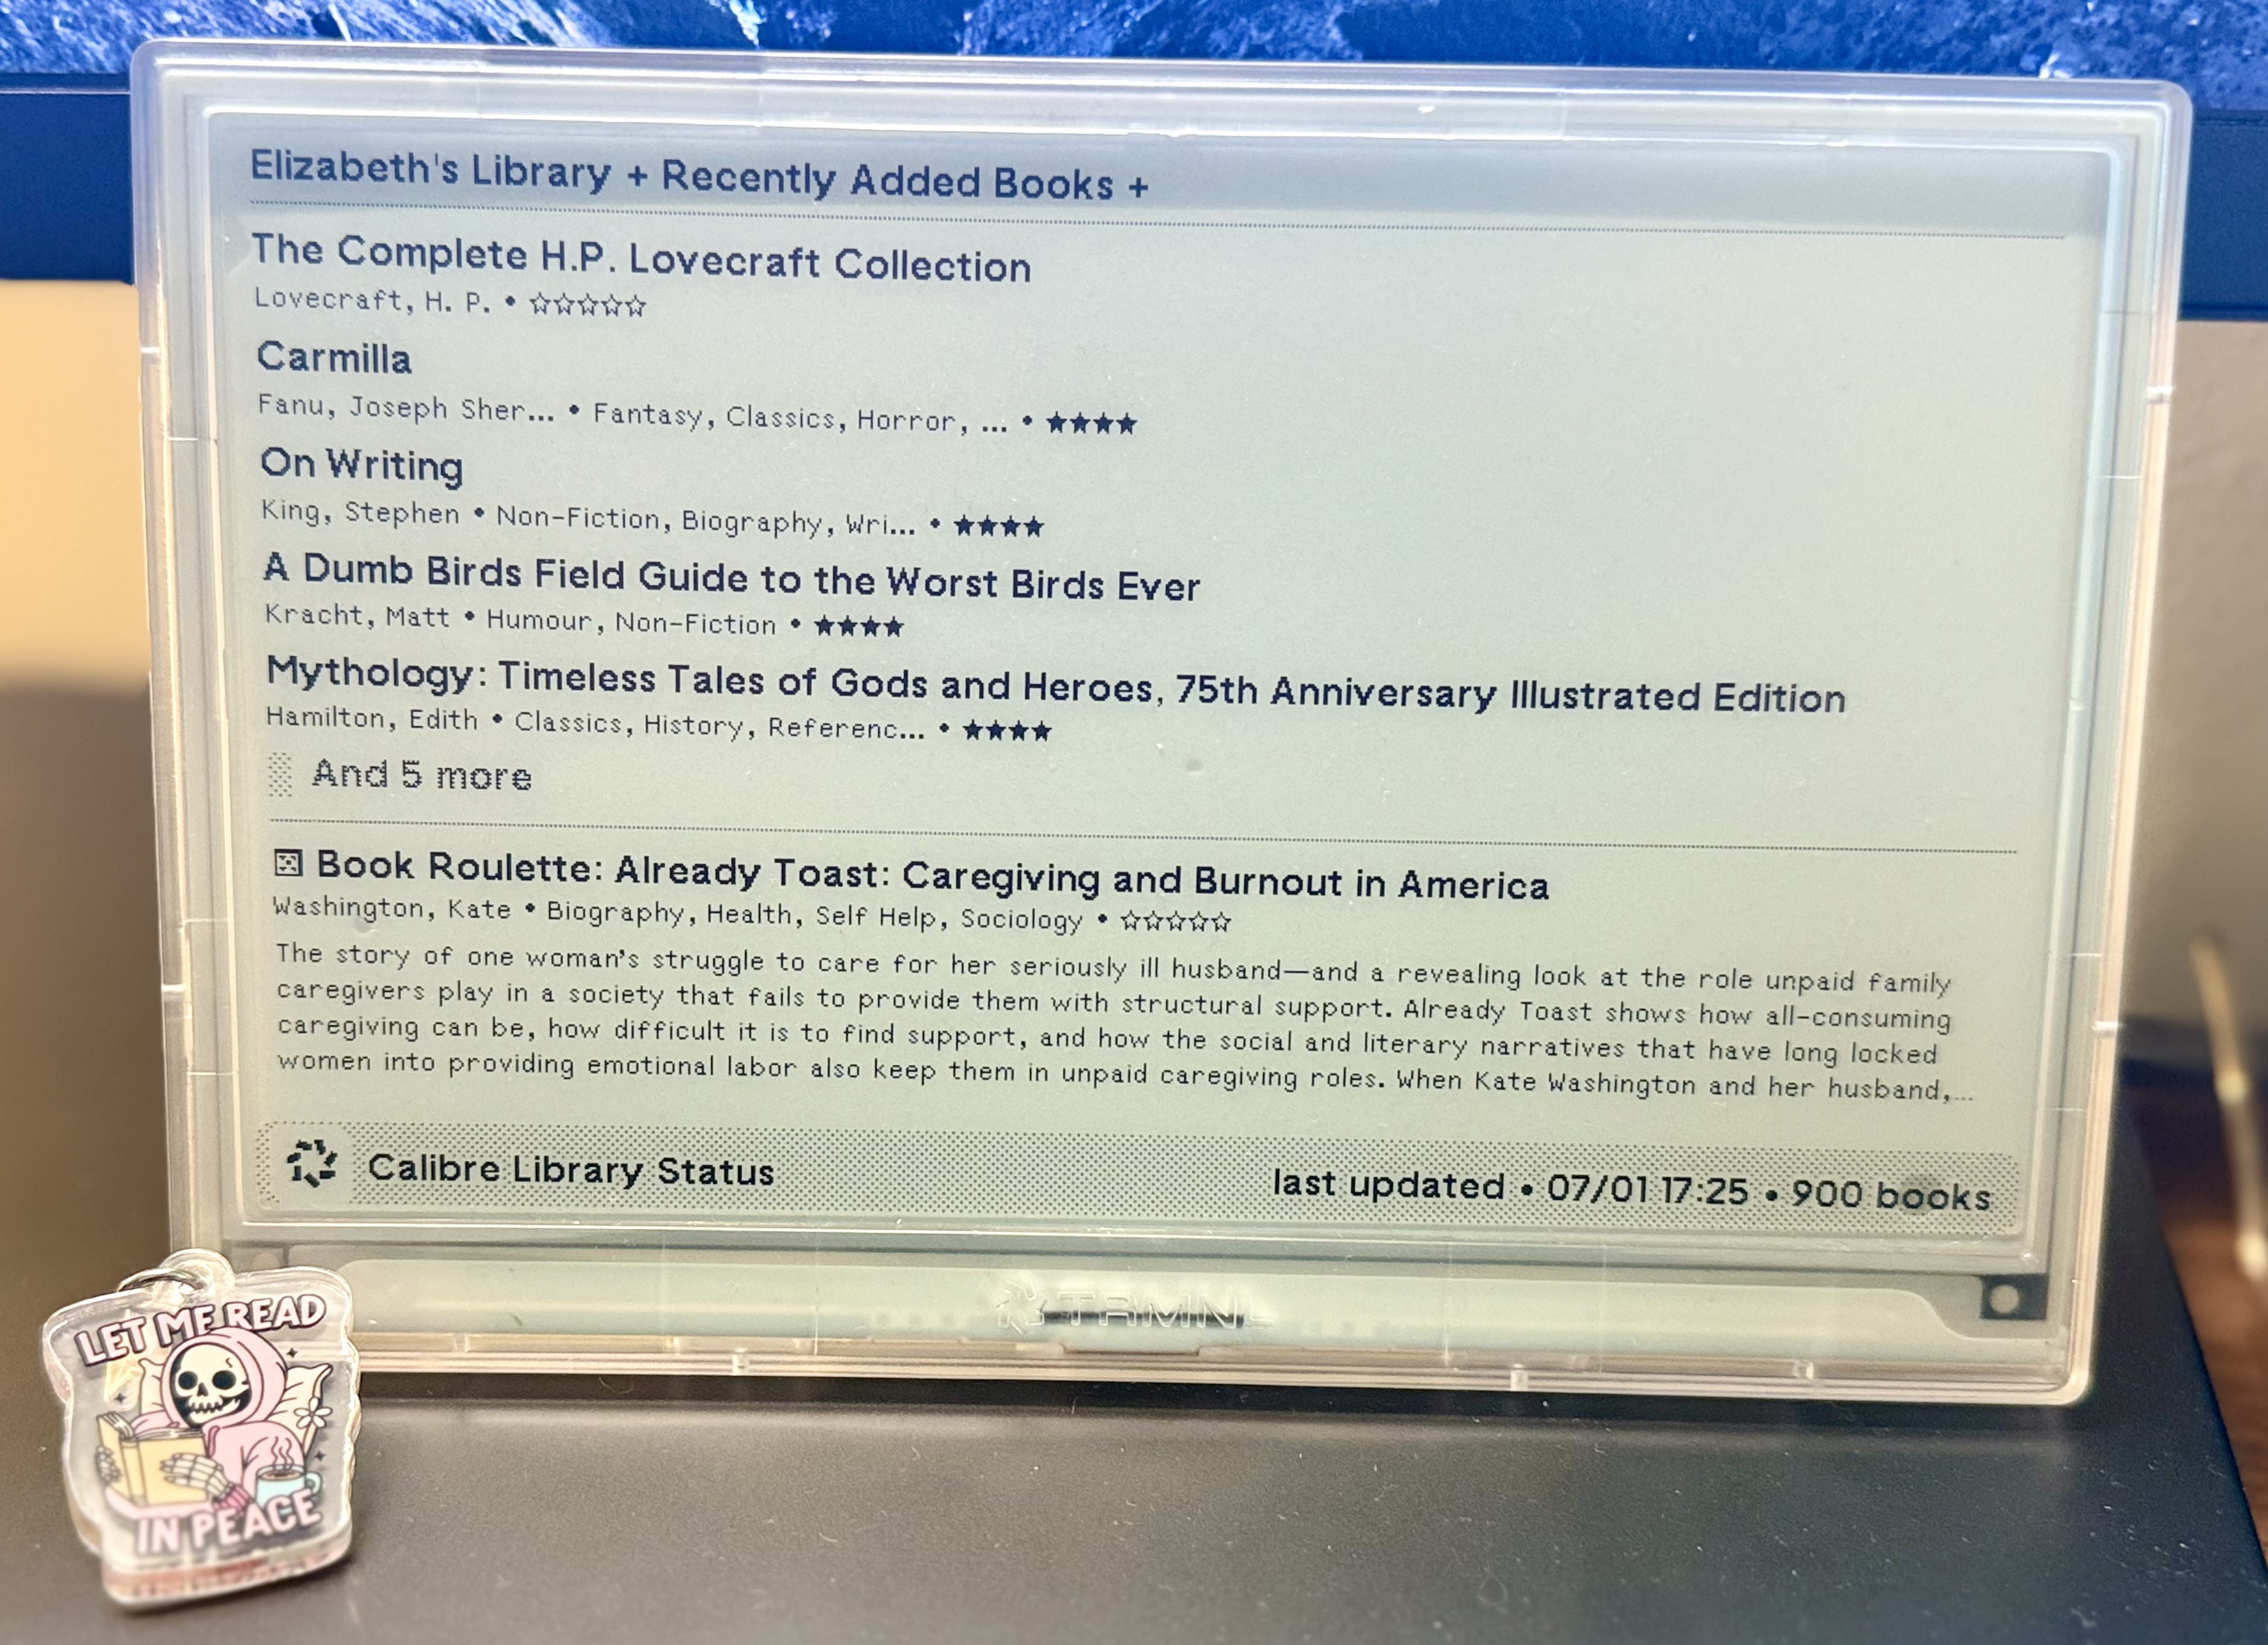 Elizabeth's Library + Recently Added Books +
The Complete H.P. Lovecraft Collection
Lovecraft, H. P. • ☆☆☆☆☆
Carmilla
Fanu, Joseph Sher... • Fantasy, Classics, Horror, ... • ★★★★
On Writing
King, Stephen • Non-Fiction, Biography, Wri... • ★★★★
A Dumb Birds Field Guide to the Worst Birds Ever
Kracht, Matt • Humour, Non-Fiction • ★★★★
Mythology: Timeless Tales of Gods and Heroes, 75th Anniversary Illustrated Edition
Hamilton, Edith • Classics, History, Referenc... • ★★★★
And 5 more
Book Roulette: Already Toast: Caregiving and Burnout in America
Washington, Kate • Biography, Health, Self Help, Sociology • ☆☆☆☆☆
The story of one woman's struggle to care for her seriously ill husband—and a revealing look at the role unpaid family
caregivers play in a society that fails to provide them with structural support. Already Toast shows how all-consuming
caregiving can be, how difficult it is to find support, and how the social and literary narratives that have long locked
women into providing emotional labor also keep them in unpaid caregiving roles. When Kate Washington and her husband,...
Calibre Library Status
last updated • 07/01 17:25 • 900 books
TRMNL
LET ME READ
IN PEACE